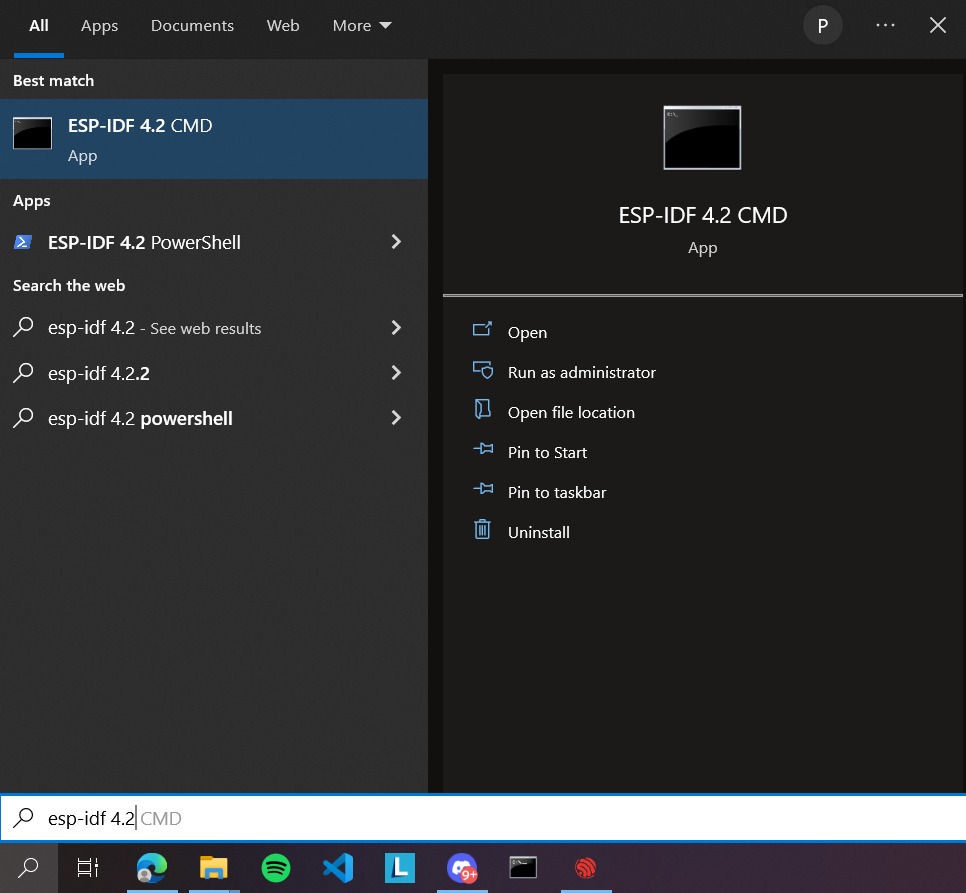 All Apps Documents Web More P
Best match
ESP-IDF 4.2 CMD
App
Apps
ESP-IDF 4.2 PowerShell
Search the web
esp-idf 4.2 - See web results
esp-idf 4.2.2
esp-idf 4.2 powershell
ESP-IDF 4.2 CMD
App
Open
Run as administrator
Open file location
Pin to Start
Pin to taskbar
Uninstall
esp-idf 4.2 CMD
L
9+